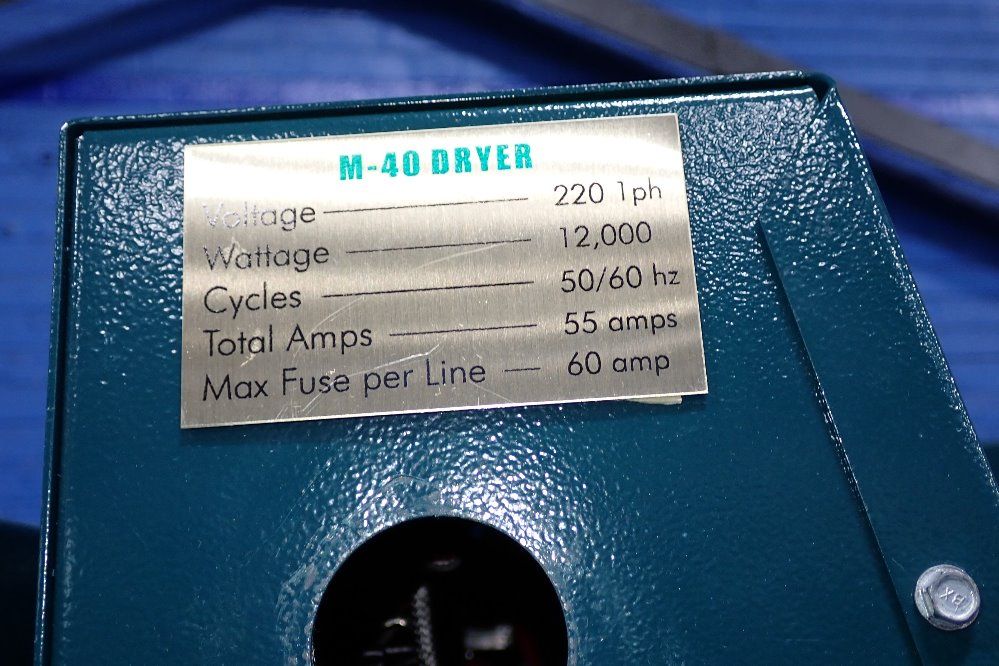 M-40 DRYER
Voltage 220 1ph
Wattage 12,000
Cycles 50/60 hz
Total Amps 55 amps
Max Fuse per Line 60 amp
BX